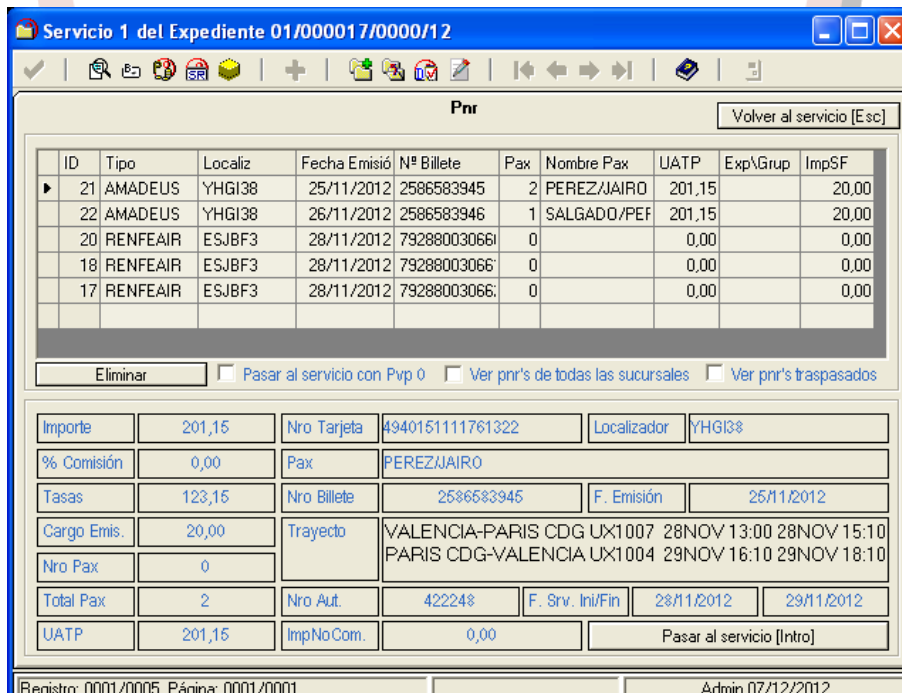 Servicio 1 del Expediente 01/000017/0000/12
Pnr
Volver al servicio [Esc]
ID Tipo Localiz Fecha Emisió Nº Billete Pax Nombre Pax UATP Exp\Grup ImpSF
21 AMADEUS YHGI38 25/11/2012 2586583945 2 PEREZ/JAIRO 201,15 20,00
22 AMADEUS YHGI38 26/11/2012 2586583946 1 SALGADO/PEF 201,15 20,00
20 RENFEAIR ESJBF3 28/11/2012 7928800306 0 0,00 0,00
18 RENFEAIR ESJBF3 28/11/2012 79288003066 0 0,00 0,00
17 RENFEAIR ESJBF3 28/11/2012 79288003066 0 0,00 0,00
Eliminar Pasar al servicio con Pvp 0 Ver pnr's de todas las sucursales Ver pnr's traspasados
Importe 201,15 Nro Tarjeta 4940151111761322 Localizador YHGI38
% Comisión 0,00 Pax PEREZ/JAIRO
Tasas 123,15 Nro Billete 2586583945 F. Emisión 25/11/2012
Cargo Emis. 20,00 Trayecto VALENCIA-PARIS CDG UX1007 28NOV 13:00 28NOV 15:10
PARIS CDG-VALENCIA UX1004 29NOV 16:10 29NOV 18:10
Nro Pax 0
Total Pax 2 Nro Aut. 422248 F. Srv. Ini/Fin 28/11/2012 29/11/2012
UATP 201,15 ImpNoCom. 0,00 Pasar al servicio [Intro]
Registro: 0001/0005 Página: 0001/0001 Admin 07/12/2012